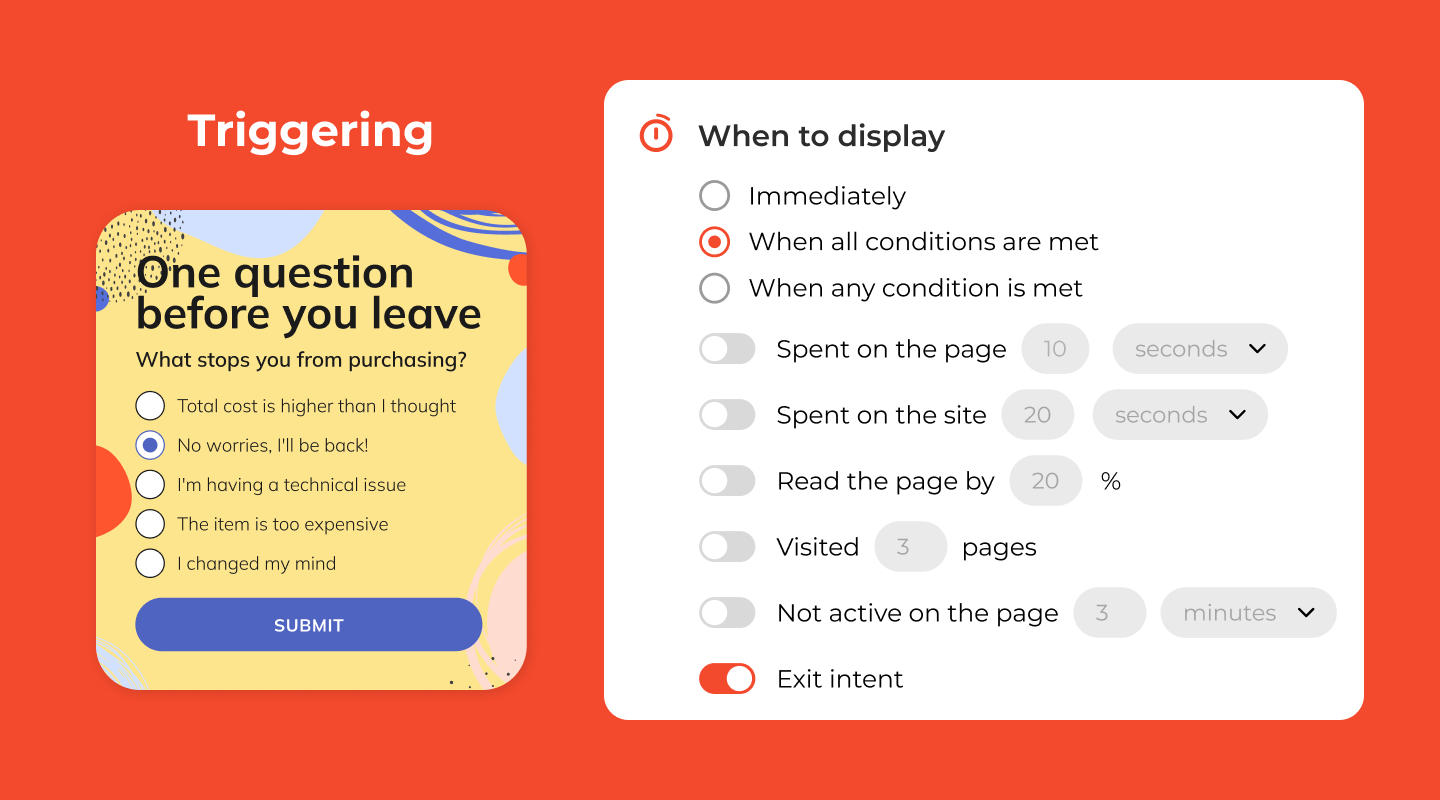 Triggering
One question
before you leave
What stops you from purchasing?
Total cost is higher than I thought
No worries, I'll be back!
I'm having a technical issue
The item is too expensive
I changed my mind
SUBMIT
When to display
Immediately
When all conditions are met
When any condition is met
Spent on the page 10 seconds
Spent on the site 20 seconds
Read the page by 20 %
Visited 3 pages
Not active on the page 3 minutes
Exit intent